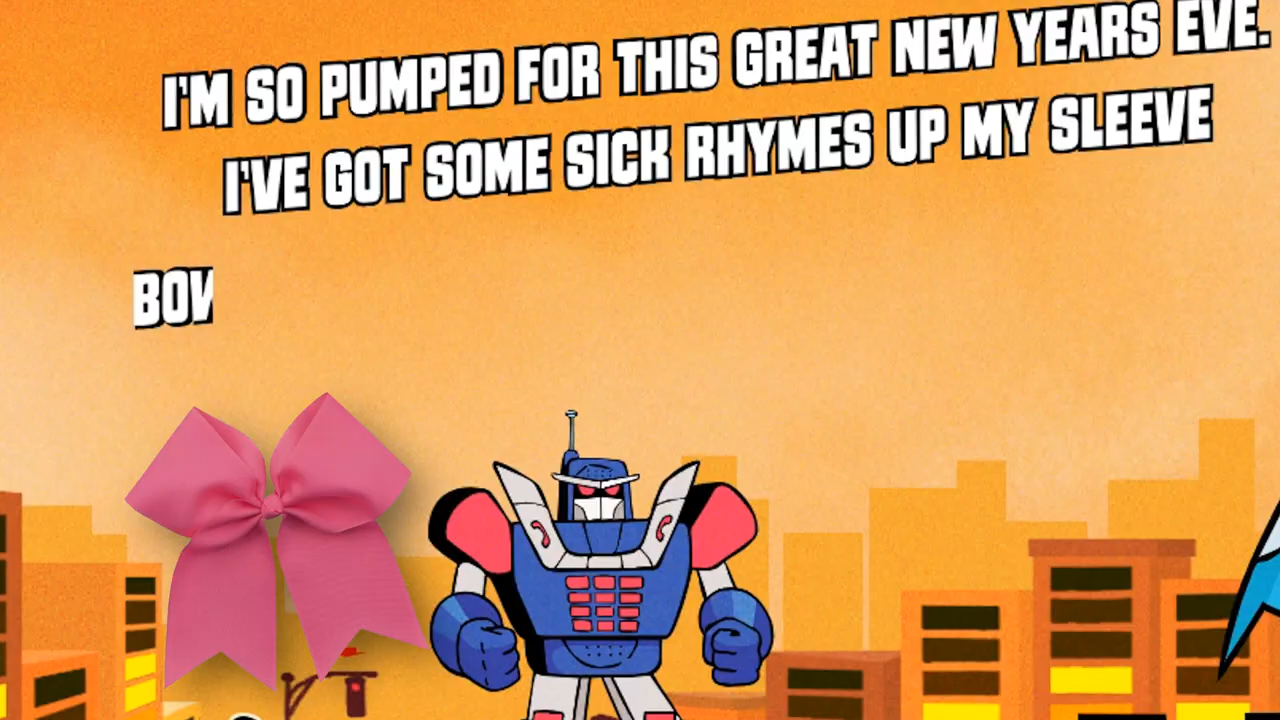 I'M SO PUMPED FOR THIS GREAT NEW YEARS EVE.
I'VE GOT SOME SICK RHYMES UP MY SLEEVE